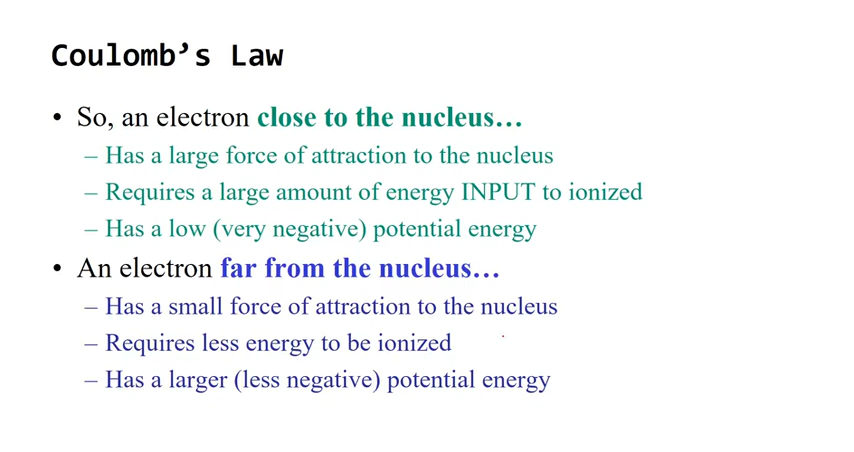 Coulomb’s Law
• So, an electron close to the nucleus…
– Has a large force of attraction to the nucleus
– Requires a large amount of energy INPUT to ionized
– Has a low (very negative) potential energy
• An electron far from the nucleus…
– Has a small force of attraction to the nucleus
– Requires less energy to be ionized
– Has a larger (less negative) potential energy